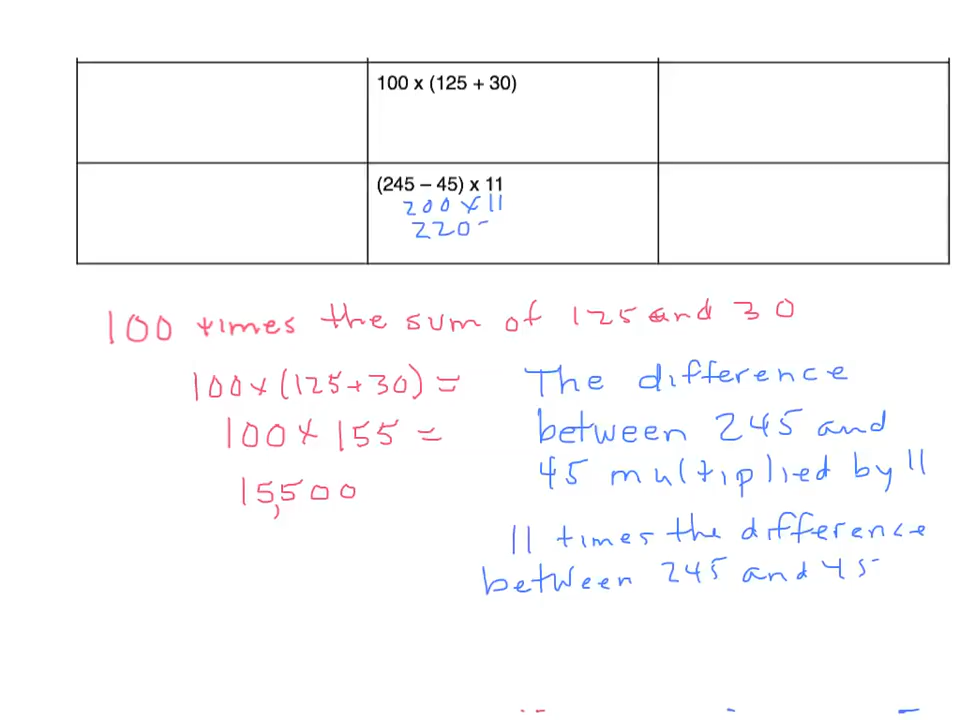 100 x (125 + 30)
(245 – 45) x 11
200 x 11
220
100 times the sum of 125 and 30
100 x (125 + 30) =
100 x 155 =
15,500
The difference
between 245 and
45 multiplied by 11
11 times the difference
between 245 and 45